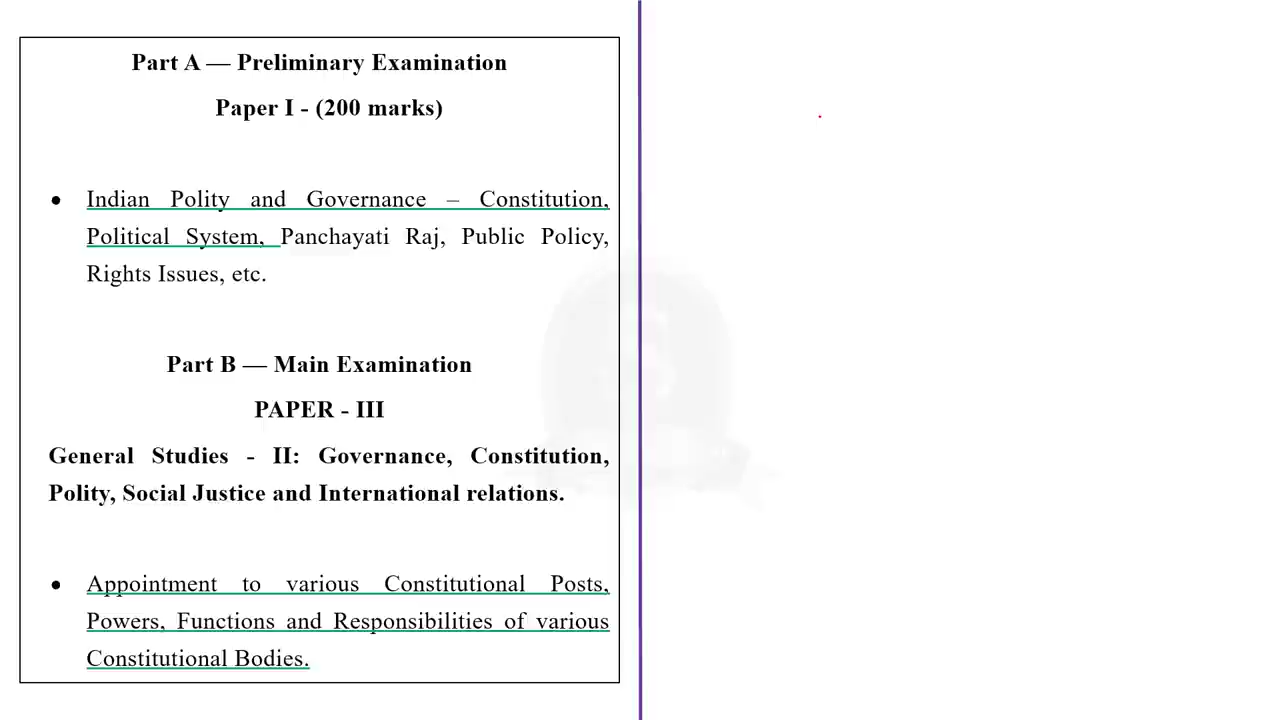 Part A — Preliminary Examination
Paper I - (200 marks)
• Indian Polity and Governance – Constitution,
Political System, Panchayati Raj, Public Policy,
Rights Issues, etc.
Part B — Main Examination
PAPER - III
General Studies - II: Governance, Constitution,
Polity, Social Justice and International relations.
• Appointment to various Constitutional Posts,
Powers, Functions and Responsibilities of various
Constitutional Bodies.